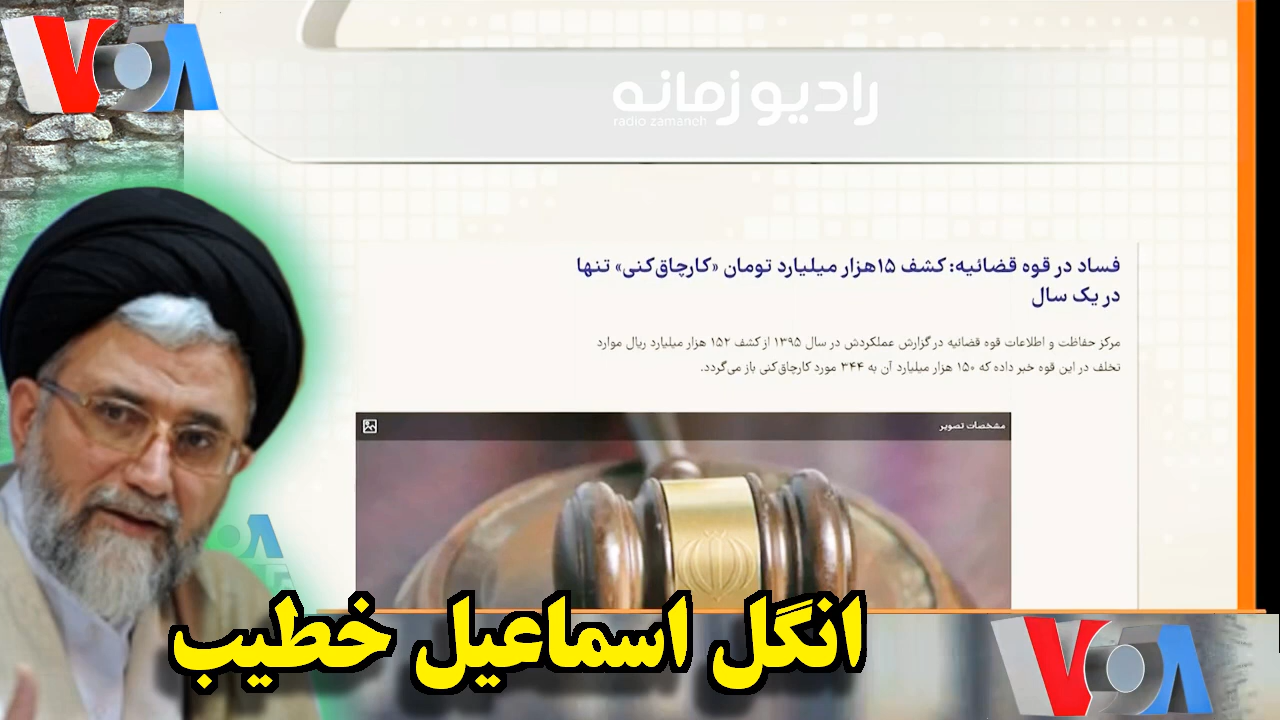 VOA
رادیو زمانه
radio zamaneh
فساد در قوه قضائیه: کشف ۱۵هزار میلیارد تومان «کارچاق‌کنی» تنها
در یک سال
مرکز حفاظت و اطلاعات قوه قضائیه در گزارش عملکردش در سال ۱۳۹۵ از کشف ۱۵۲ هزار میلیارد ریال موارد
تخلف در این قوه خبر داده که ۱۵۰ هزار میلیارد آن به ۳۴۴ مورد کارچاق‌کنی باز می‌گردد.
مشخصات تصویر
انگل اسماعیل خطیب
VOA